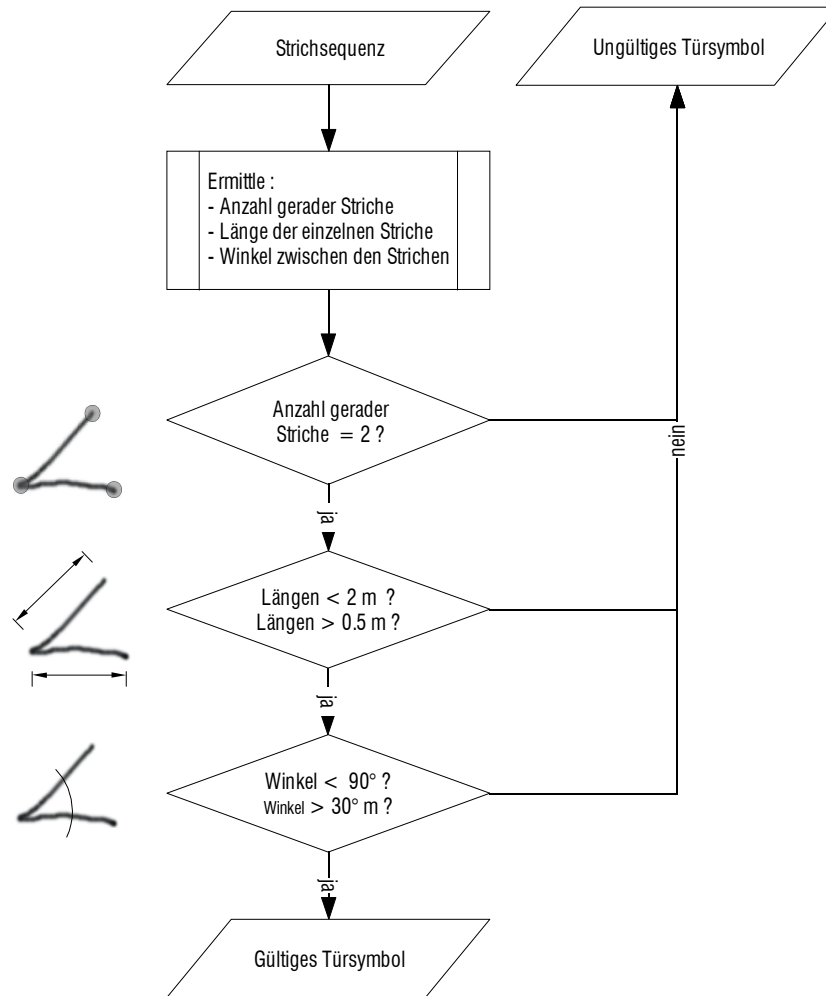 Strichsequenz
Ungültiges Türsymbol
Ermittle :
- Anzahl gerader Striche
- Länge der einzelnen Striche
- Winkel zwischen den Strichen
Anzahl gerader
Striche = 2 ?
nein
ja
Längen < 2 m ?
Längen > 0.5 m ?
ja
Winkel < 90° ?
Winkel > 30° m ?
ja
Gültiges Türsymbol